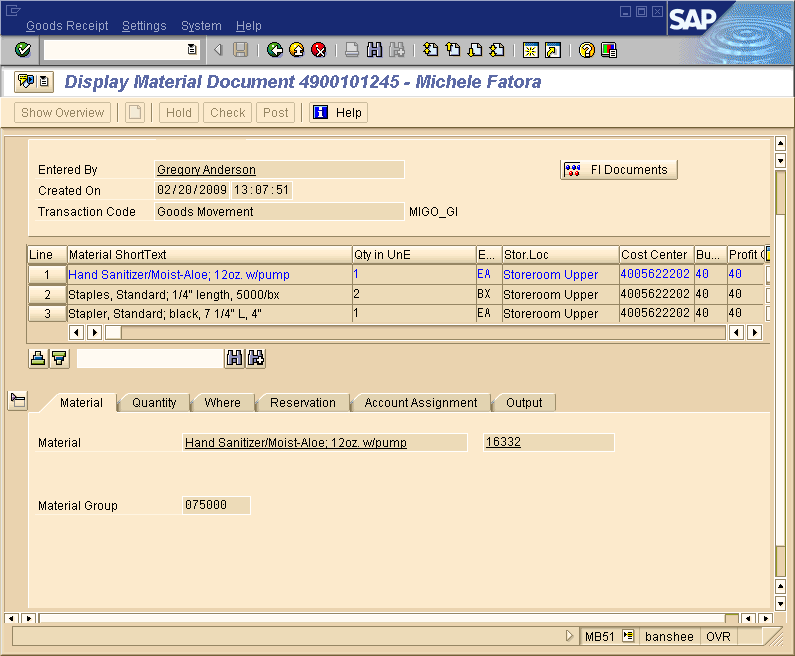 Goods Receipt Settings System Help
SAP
Display Material Document 4900101245 - Michele Fatora
Show Overview Hold Check Post Help
Entered By Gregory Anderson FI Documents
Created On 02/20/2009 13:07:51
Transaction Code Goods Movement MIGO_GI
Line Material ShortText Qty in UnE E... Stor.Loc Cost Center Bu... Profit
1 Hand Sanitizer/Moist-Aloe; 12oz. w/pump 1 EA Storeroom Upper 4005622202 40 40
2 Staples, Standard; 1/4" length, 5000/bx 2 BX Storeroom Upper 4005622202 40 40
3 Stapler, Standard; black, 7 1/4" L, 4" 1 EA Storeroom Upper 4005622202 40 40
Material Quantity Where Reservation Account Assignment Output
Material Hand Sanitizer/Moist-Aloe; 12oz. w/pump 16332
Material Group 075000
MB51 banshee OVR